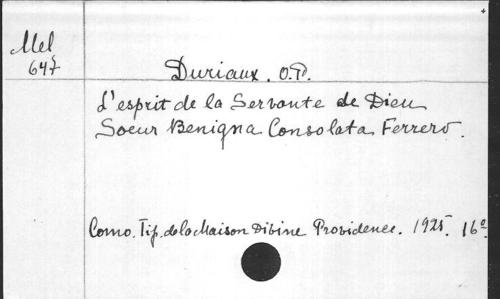 Mel
647
Duriaux. O.P.
L'esprit de la Servante de Dieu
Soeur Benigna Consolata Ferrero.
Como. Tip. de la Maison Divine Providence. 1925. 16º